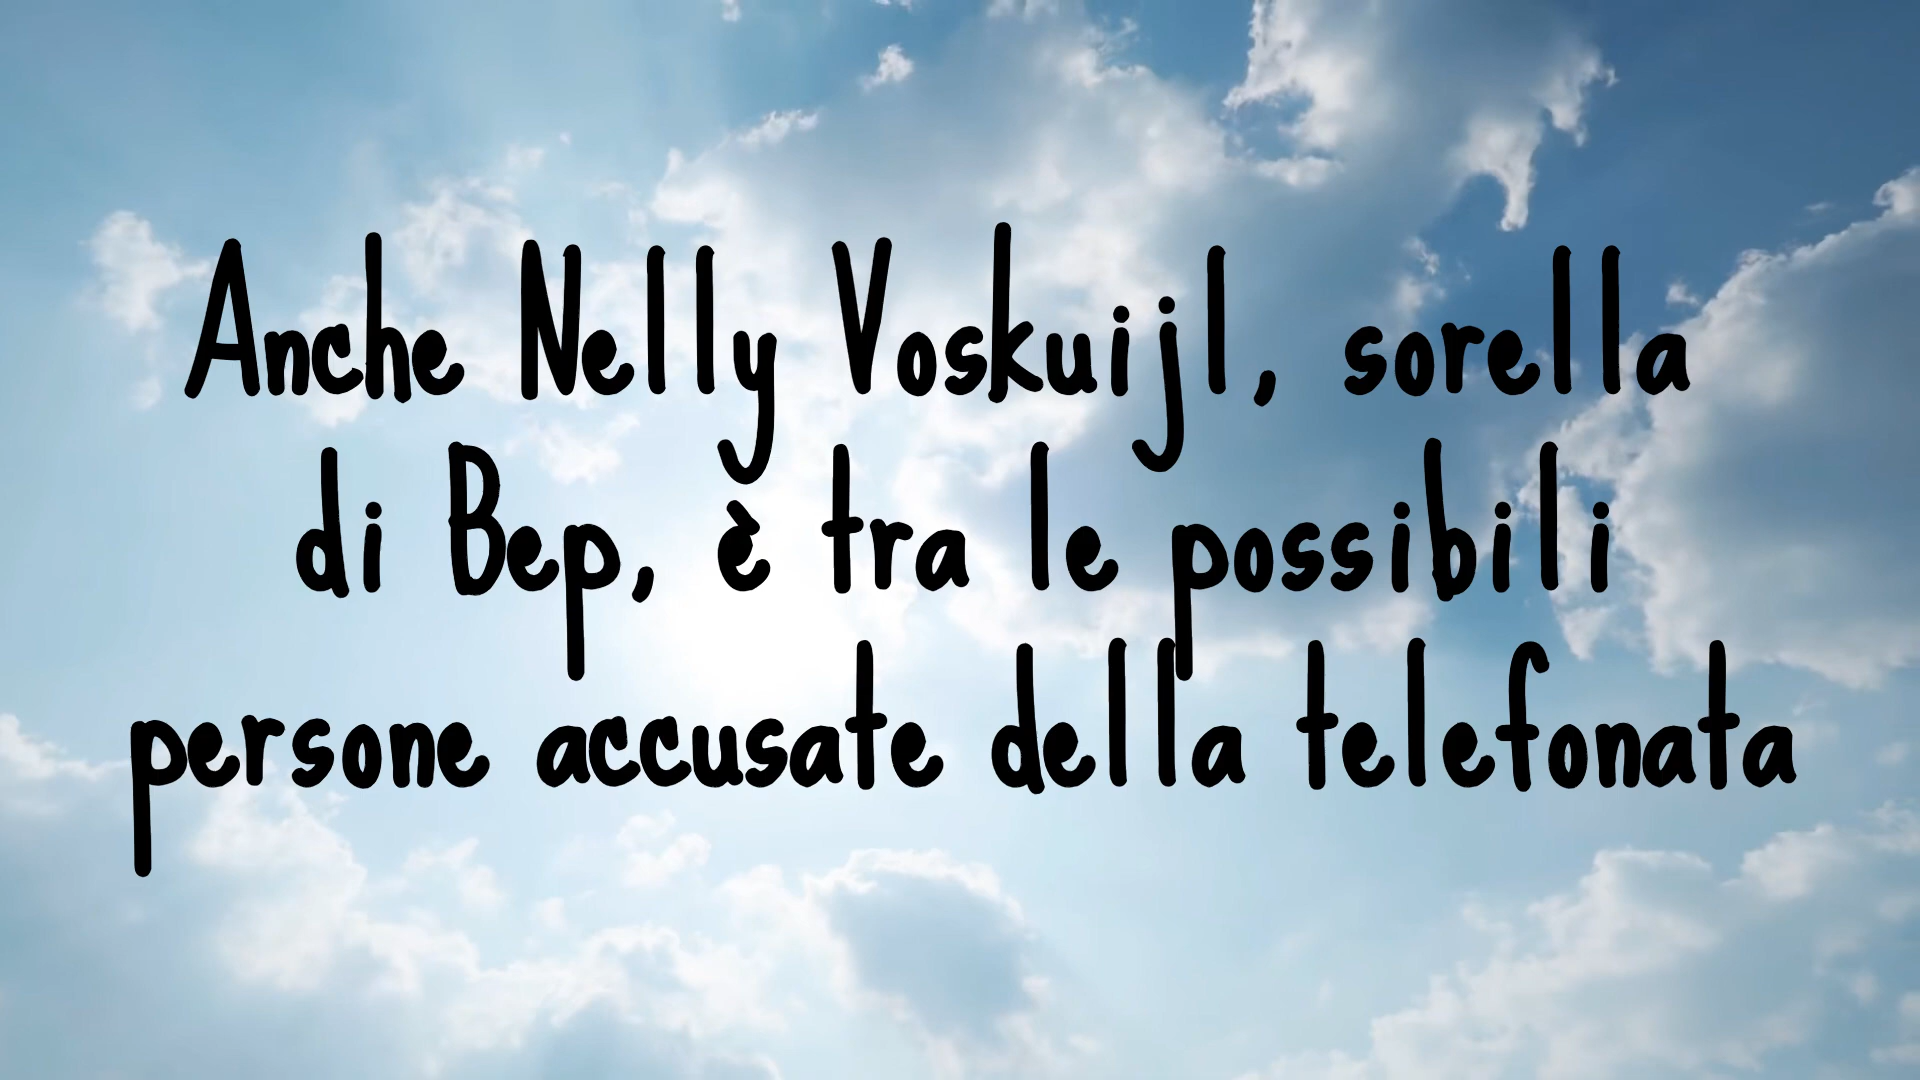 Anche Nelly Voskuijl, sorella
di Bep, è tra le possibili
persone accusate della telefonata